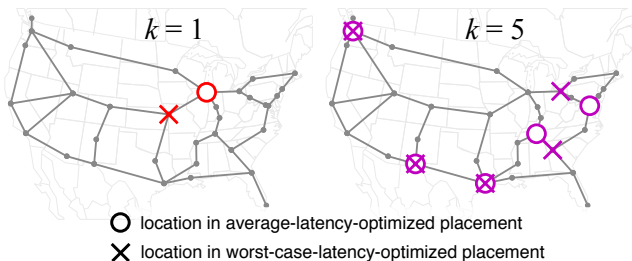 k = 1
k = 5
location in average-latency-optimized placement
location in worst-case-latency-optimized placement